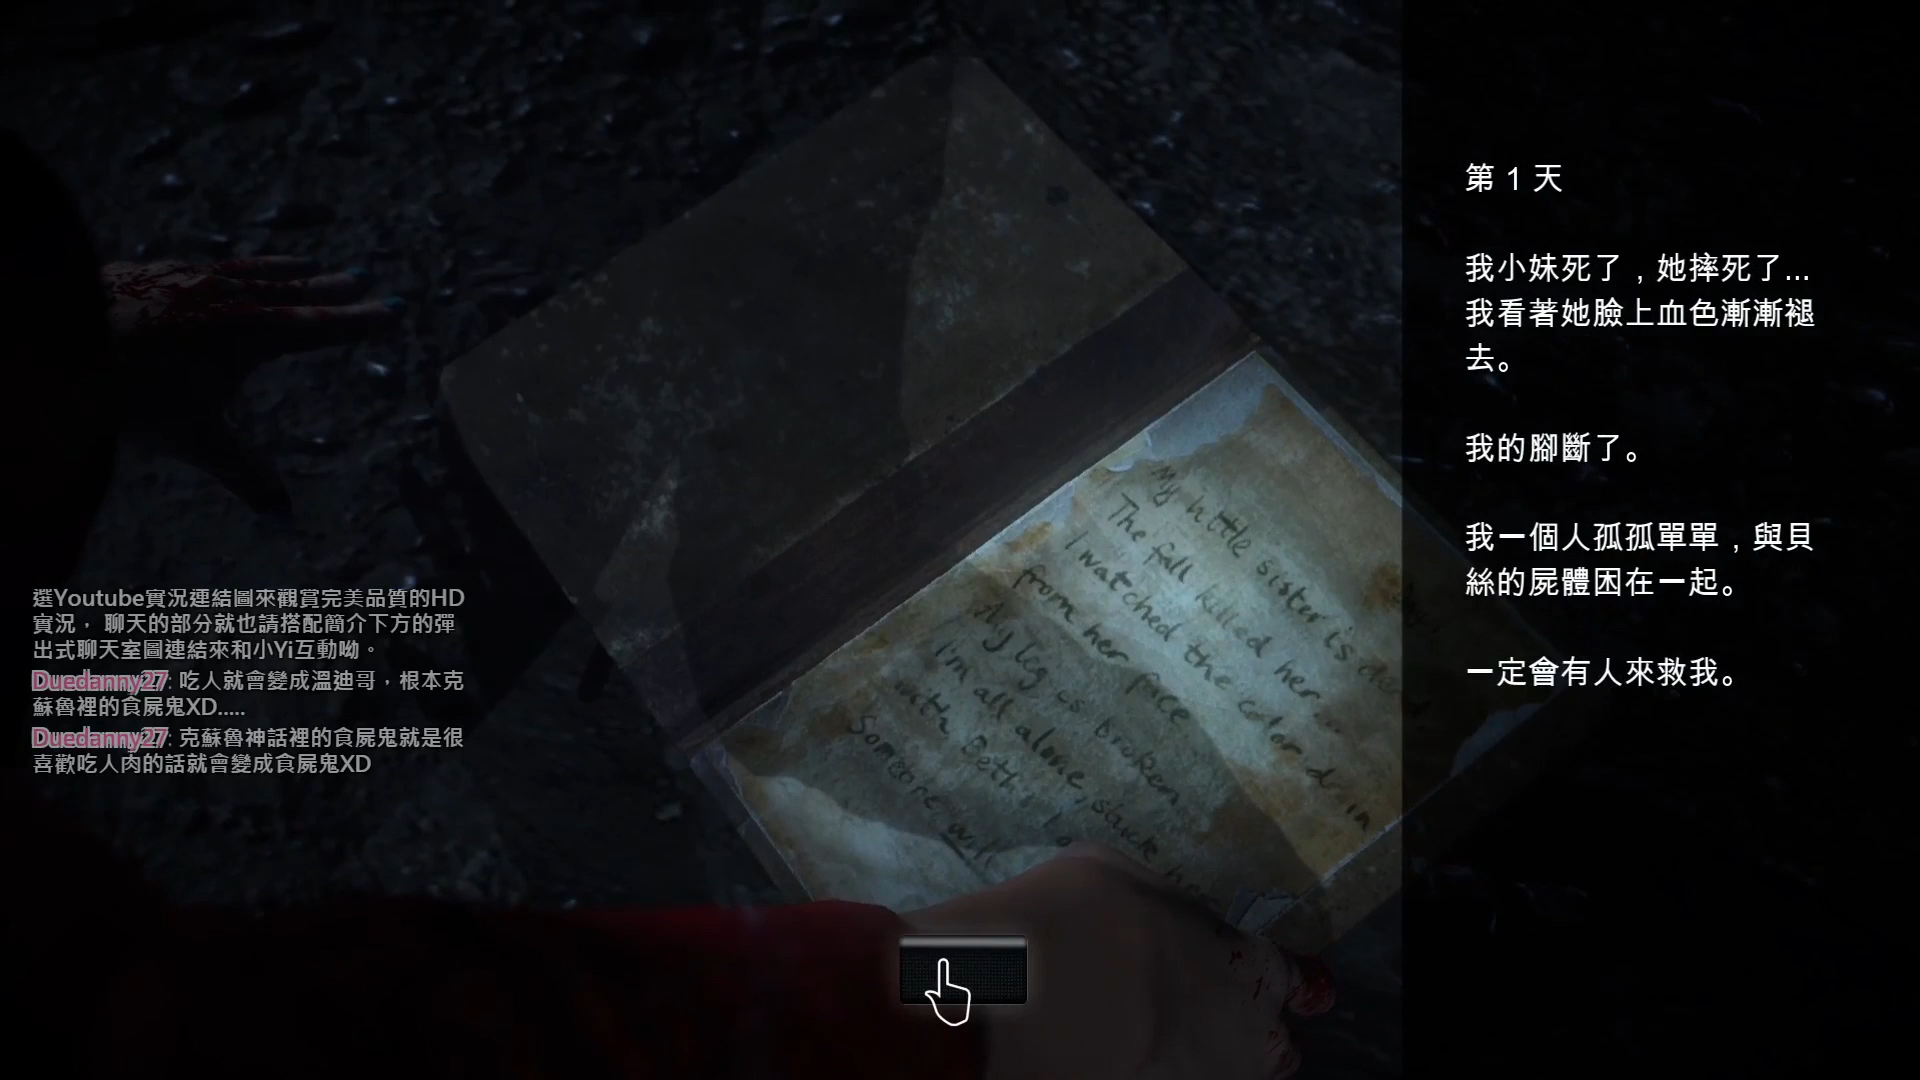 第 1 天
我小妹死了，她摔死了...
我看著她臉上血色漸漸褪
去。
我的腳斷了。
我一個人孤孤單單，與貝
絲的屍體困在一起。
一定會有人來救我。
My little sister is
The fall killed her...
I watched the color drain
from her face
My leg is broken
I'm all alone, stuck here
with Beth's
Someone will
選Youtube實況連結圖來觀賞完美品質的HD
實況， 聊天的部分就也請搭配簡介下方的彈
出式聊天室圖連結來和小Yi互動呦。
Duedanny27: 吃人就會變成溫迪哥，根本克
蘇魯裡的食屍鬼XD.....
Duedanny27: 克蘇魯神話裡的食屍鬼就是很
喜歡吃人肉的話就會變成食屍鬼XD